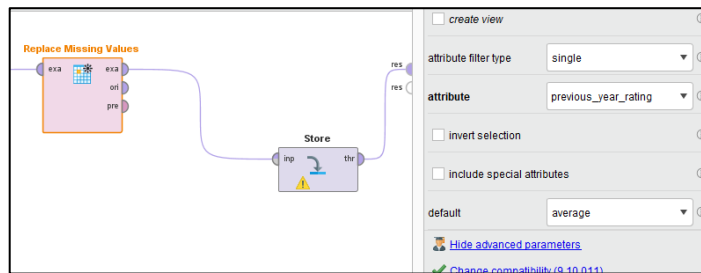 Replace Missing Values
exa
exa
ori
pre
res
res
Store
inp
thr
create view
attribute filter type
single
attribute
previous_year_rating
invert selection
include special attributes
default
average
Hide advanced parameters
Change compatibility (9.10.011)